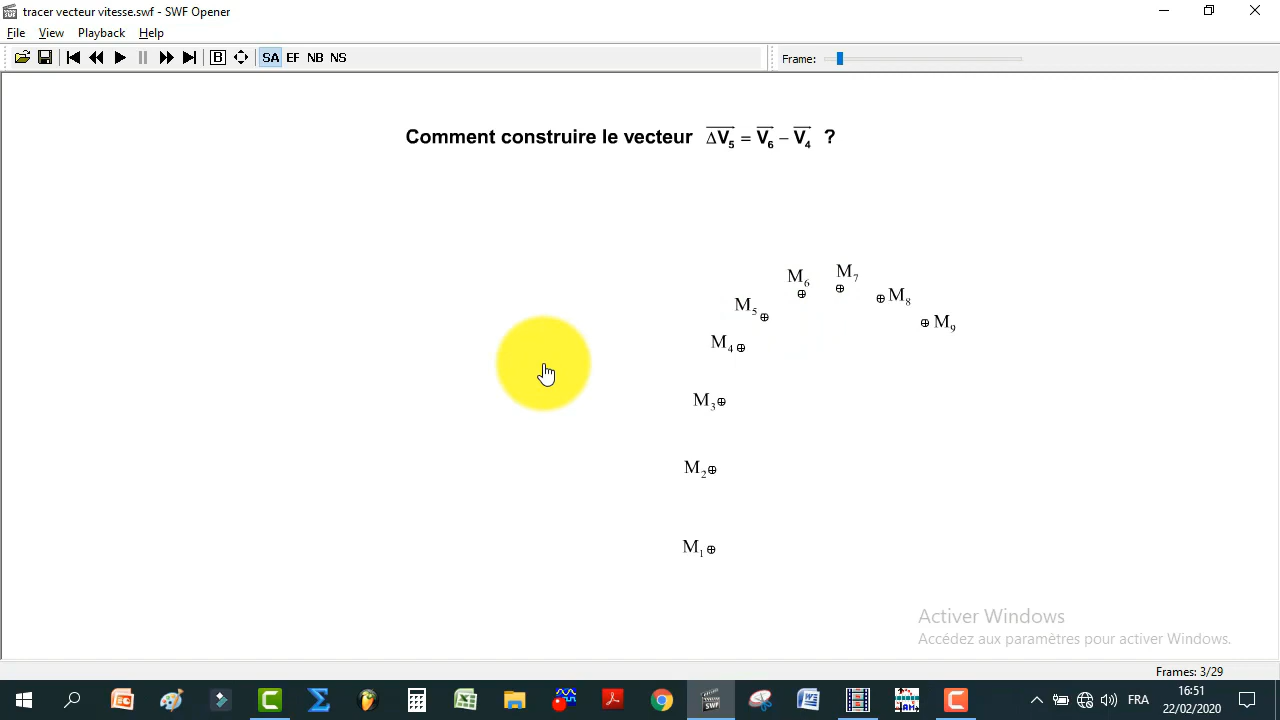 tracer vecteur vitesse.swf - SWF Opener
File View Playback Help
B SA EF NB NS Frame:
Comment construire le vecteur ΔV5 = V6 − V4 ?
M6 M7
M5 M8
M9
M4
M3
M2
M1
Activer Windows
Accédez aux paramètres pour activer Windows.
Frames: 3/29
FRA 16:51
22/02/2020